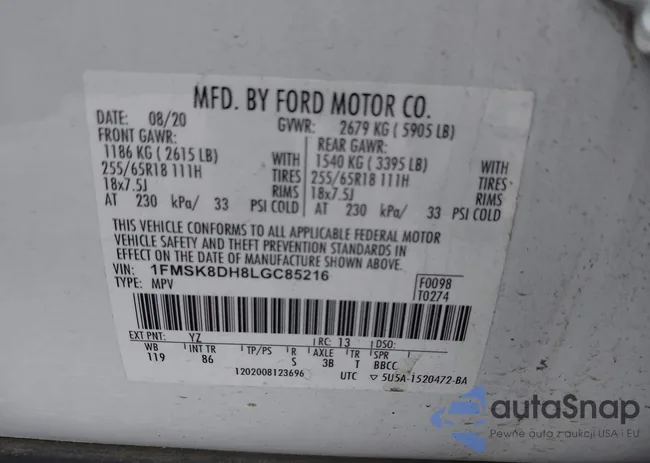 MFD. BY FORD MOTOR CO.
DATE: 08/20 GVWR: 2679 KG ( 5905 LB)
FRONT GAWR: REAR GAWR:
1186 KG ( 2615 LB) WITH 1540 KG ( 3395 LB) WITH
255/65R18 111H TIRES 255/65R18 111H TIRES
18x7.5J RIMS 18x7.5J RIMS
AT 230 kPa/ 33 PSI COLD AT 230 kPa/ 33 PSI COLD
THIS VEHICLE CONFORMS TO ALL APPLICABLE FEDERAL MOTOR
VEHICLE SAFETY AND THEFT PREVENTION STANDARDS IN
EFFECT ON THE DATE OF MANUFACTURE SHOWN ABOVE.
VIN: 1FMSK8DH8LGC85216 F0098
TYPE: MPV T0274
EXT PNT: YZ RC: 13 DSO:
WB INT TR TP/PS R AXLE TR SPR
119 86 S 3B T BBCC
1202008123696 UTC ▽ 5U5A-1520472-BA
autaSnap
Pewne auta z aukcji USA i EU